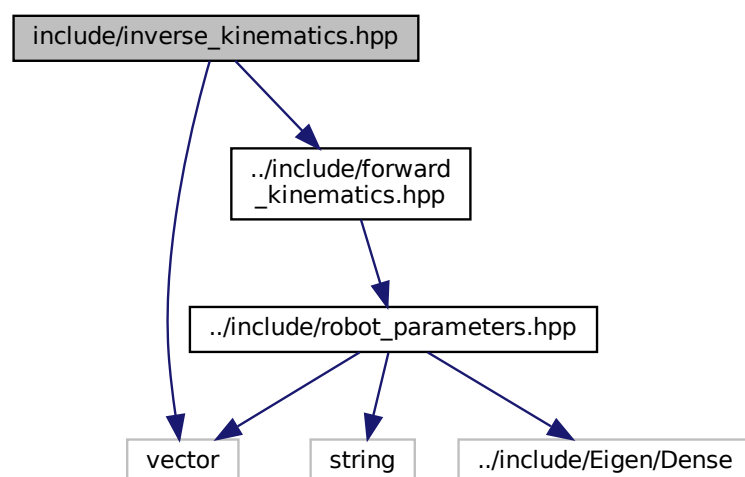 include/inverse_kinematics.hpp
../include/forward
_kinematics.hpp
../include/robot_parameters.hpp
vector
string
../include/Eigen/Dense